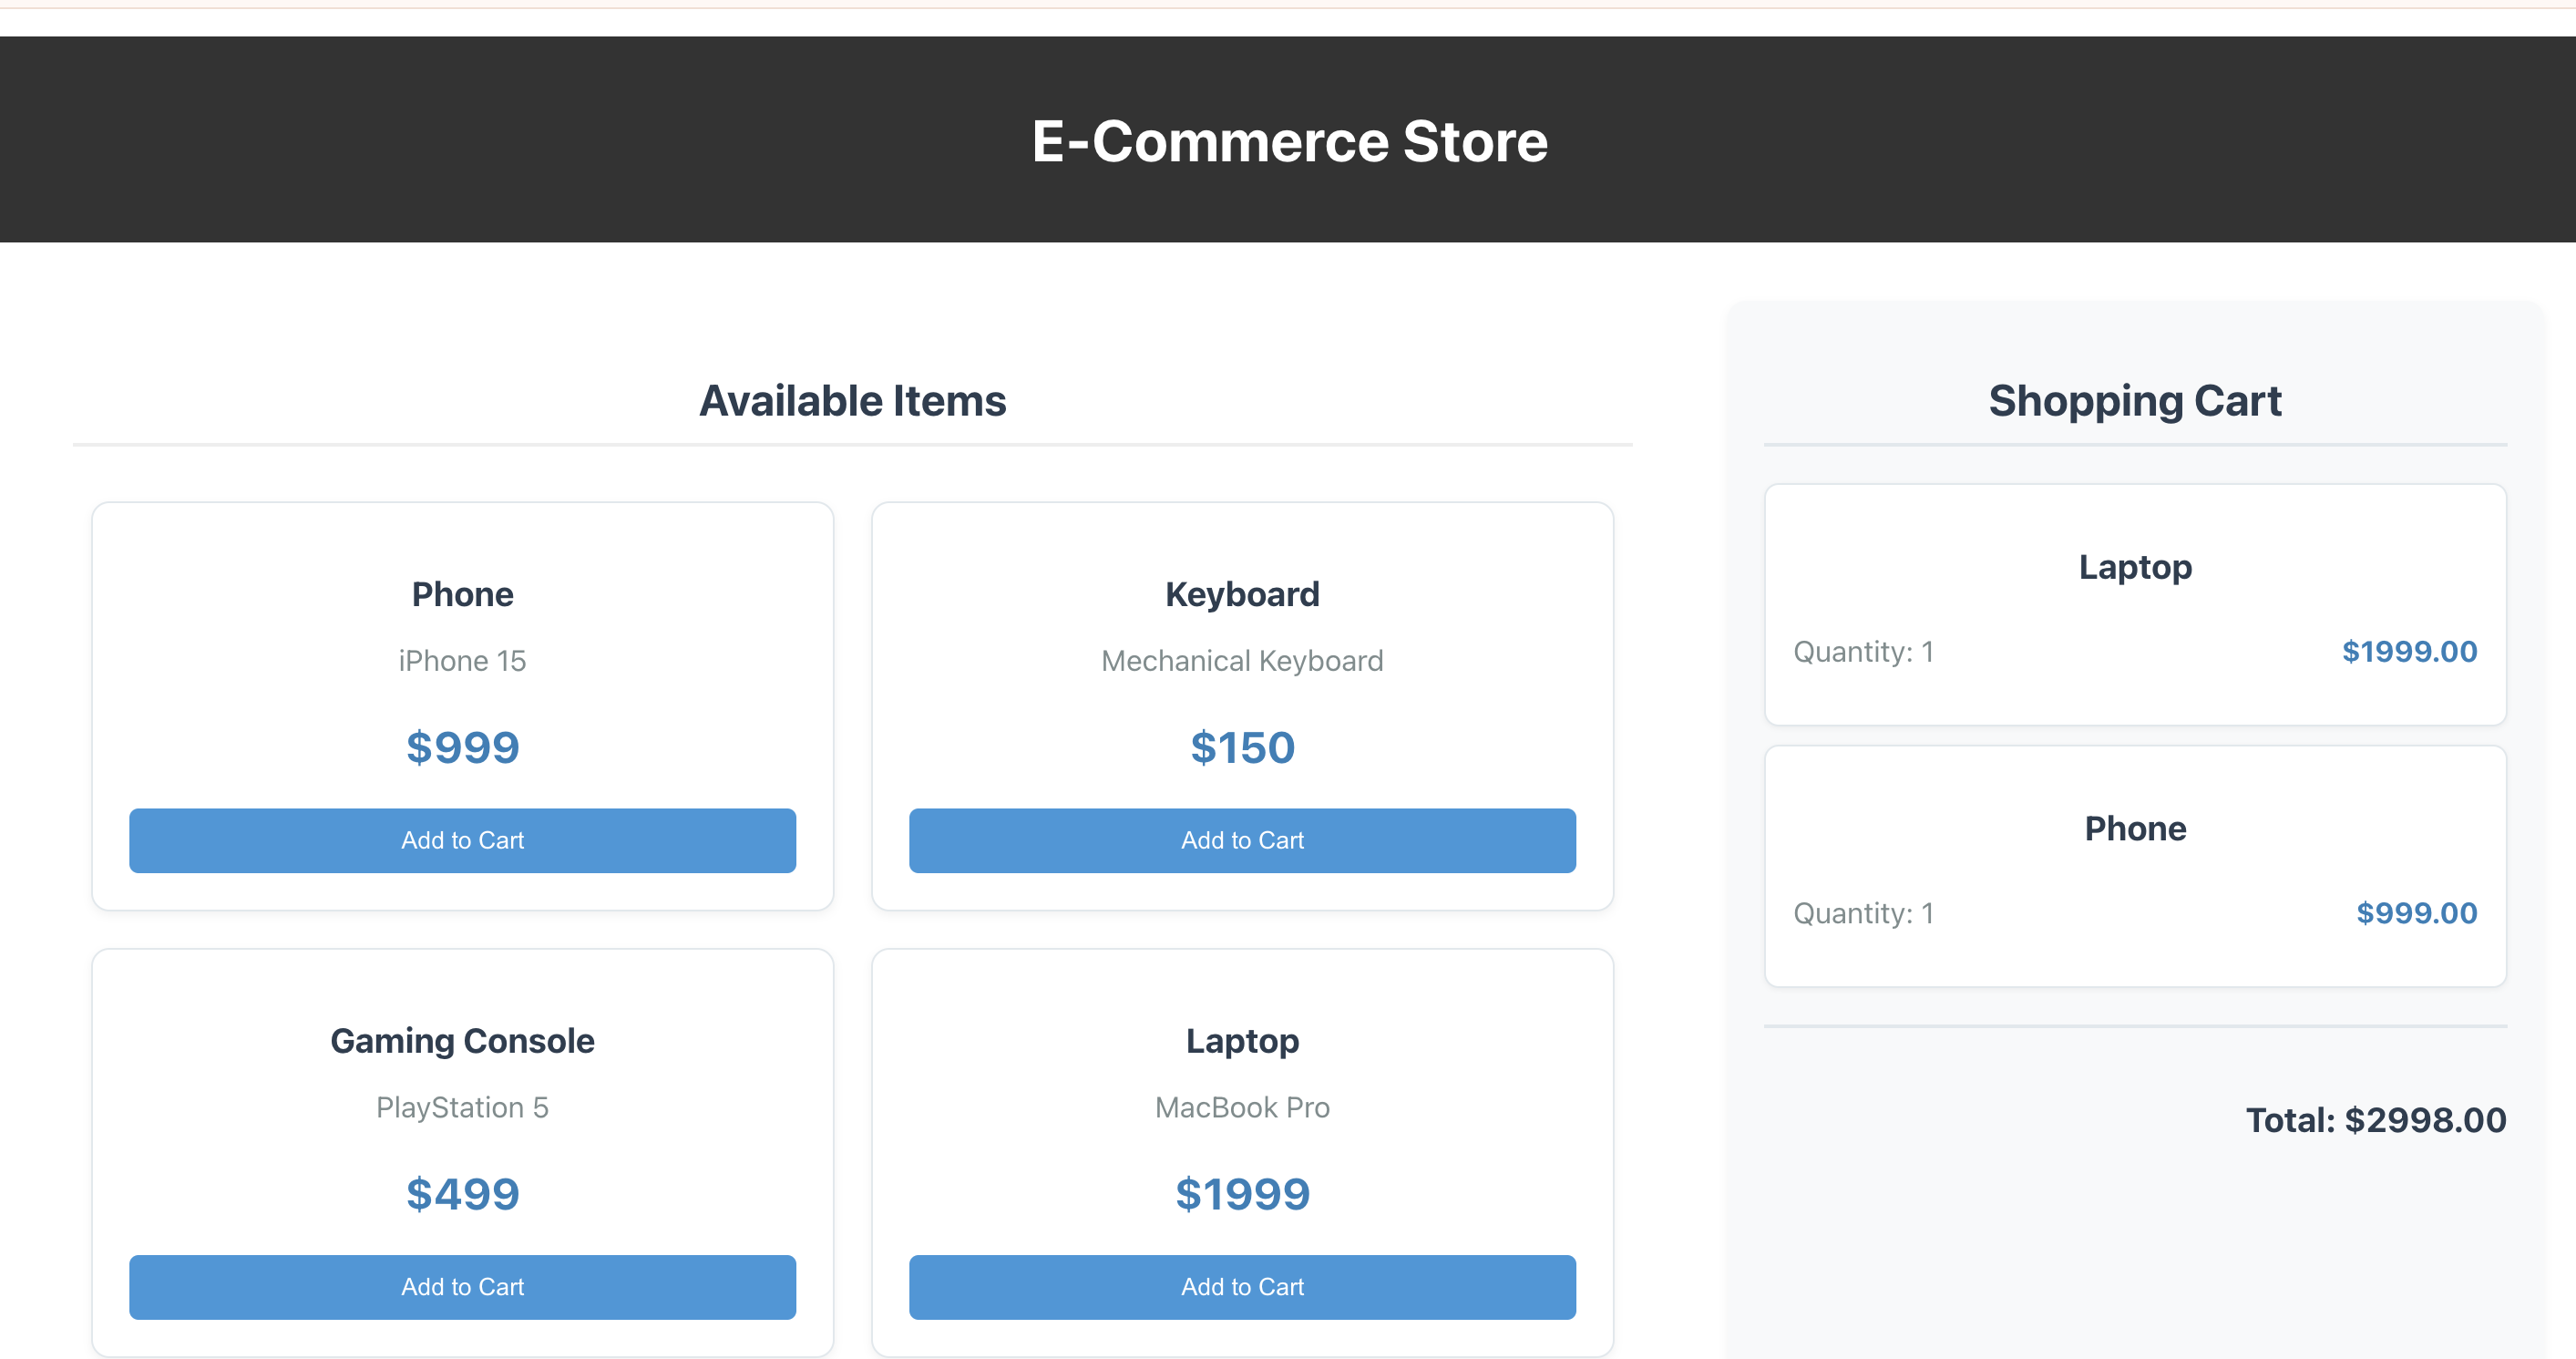 E-Commerce Store
Available Items
Phone
iPhone 15
$999
Add to Cart
Keyboard
Mechanical Keyboard
$150
Add to Cart
Gaming Console
PlayStation 5
$499
Add to Cart
Laptop
MacBook Pro
$1999
Add to Cart
Shopping Cart
Laptop
Quantity: 1 $1999.00
Phone
Quantity: 1 $999.00
Total: $2998.00